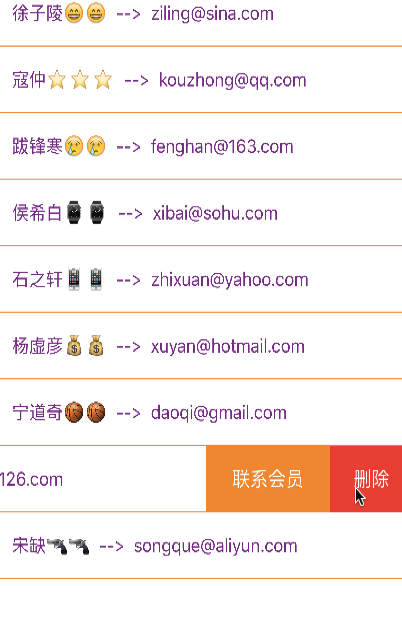 徐子陵😄😄 --> ziling@sina.com
寇仲⭐⭐⭐ --> kouzhong@qq.com
跋锋寒😢😢 --> fenghan@163.com
侯希白⌚⌚ --> xibai@sohu.com
石之轩📱📱 --> zhixuan@yahoo.com
杨虚彦💰💰 --> xuyan@hotmail.com
宁道奇🏀🏀 --> daoqi@gmail.com
126.com 联系会员 删除
宋缺🔫🔫 --> songque@aliyun.com